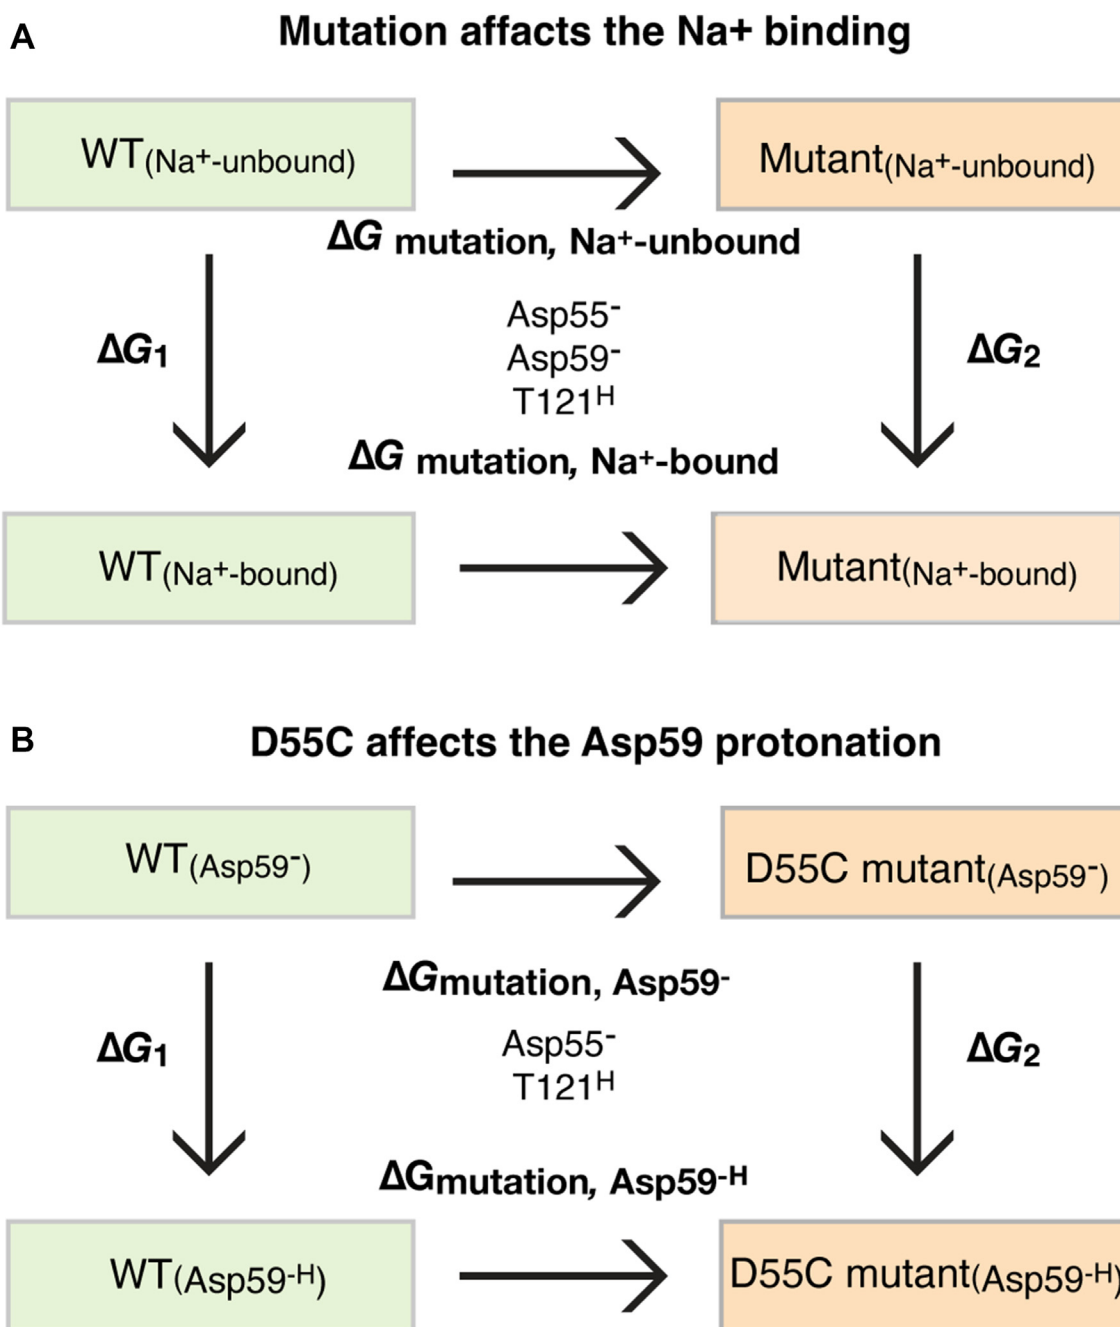 A
Mutation affacts the Na+ binding
WT(Na⁺-unbound)
Mutant(Na⁺-unbound)
ΔG mutation, Na⁺-unbound
Asp55⁻
ΔG1
ΔG2
Asp59⁻
T121ᴴ
ΔG mutation, Na⁺-bound
WT(Na⁺-bound)
Mutant(Na⁺-bound)
B
D55C affects the Asp59 protonation
WT(Asp59⁻)
D55C mutant(Asp59⁻)
ΔGmutation, Asp59⁻
Asp55⁻
ΔG1
ΔG2
T121ᴴ
ΔGmutation, Asp59⁻ᴴ
WT(Asp59⁻ᴴ)
D55C mutant(Asp59⁻ᴴ)